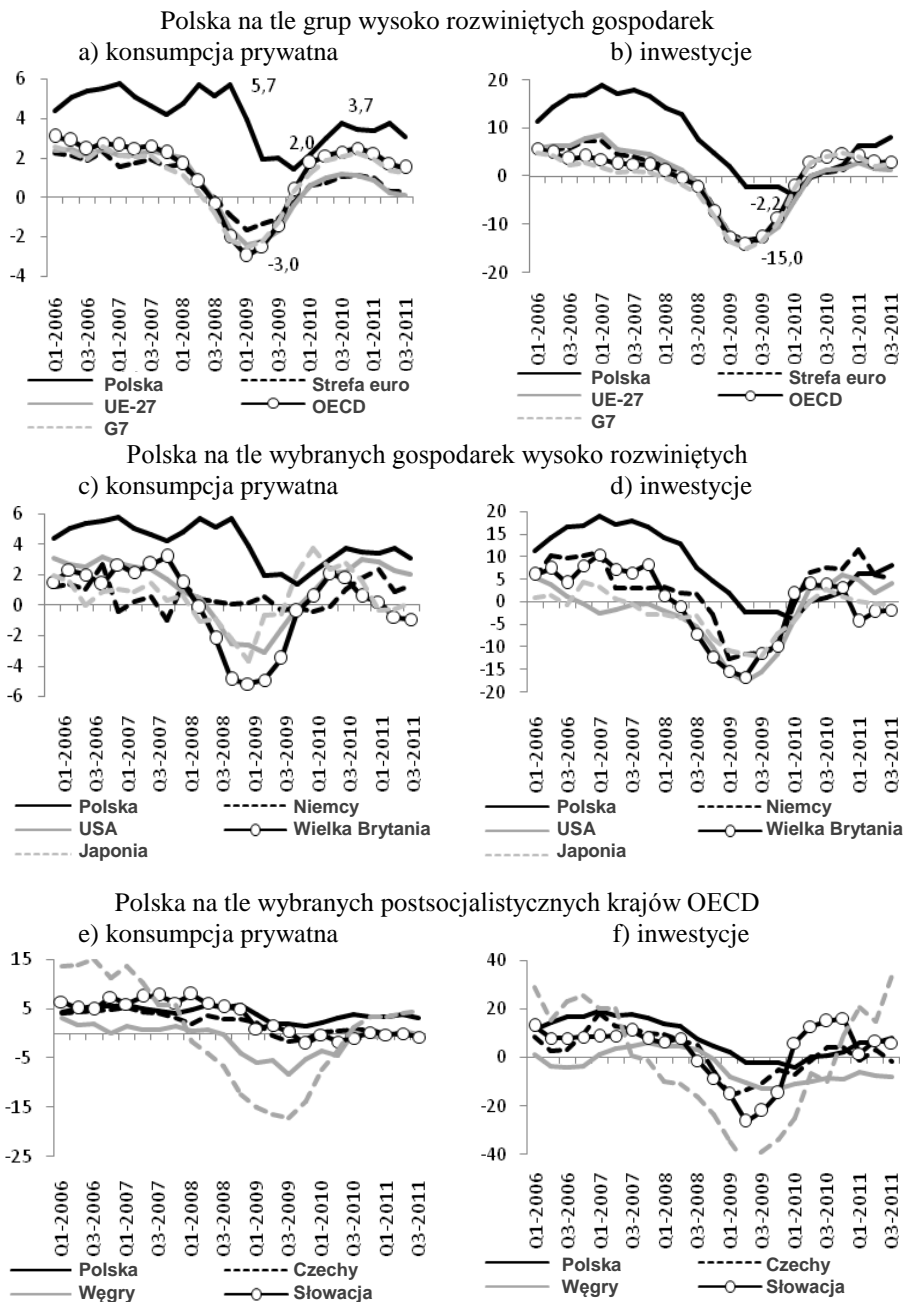 Polska na tle grup wysoko rozwiniętych gospodarek
a) konsumpcja prywatna
6
4
2
0
-2
-4
5,7
3,7
2,0
-3,0
Q1-2006
Q3-2006
Q1-2007
Q3-2007
Q1-2008
Q3-2008
Q1-2009
Q3-2009
Q1-2010
Q3-2010
Q1-2011
Q3-2011
Polska
Strefa euro
UE-27
OECD
G7
b) inwestycje
20
10
0
-10
-20
-2,2
-15,0
Q1-2006
Q3-2006
Q1-2007
Q3-2007
Q1-2008
Q3-2008
Q1-2009
Q3-2009
Q1-2010
Q3-2010
Q1-2011
Q3-2011
Polska
Strefa euro
UE-27
OECD
G7
Polska na tle wybranych gospodarek wysoko rozwiniętych
c) konsumpcja prywatna
6
4
2
0
-2
-4
-6
Q1-2006
Q3-2006
Q1-2007
Q3-2007
Q1-2008
Q3-2008
Q1-2009
Q3-2009
Q1-2010
Q3-2010
Q1-2011
Q3-2011
Polska
Niemcy
USA
Wielka Brytania
Japonia
d) inwestycje
20
15
10
5
0
-5
-10
-15
-20
Q1-2006
Q3-2006
Q1-2007
Q3-2007
Q1-2008
Q3-2008
Q1-2009
Q3-2009
Q1-2010
Q3-2010
Q1-2011
Q3-2011
Polska
Niemcy
USA
Wielka Brytania
Japonia
Polska na tle wybranych postsocjalistycznych krajów OECD
e) konsumpcja prywatna
15
5
-5
-15
-25
Q1-2006
Q3-2006
Q1-2007
Q3-2007
Q1-2008
Q3-2008
Q1-2009
Q3-2009
Q1-2010
Q3-2010
Q1-2011
Q3-2011
Polska
Czechy
Węgry
Słowacja
f) inwestycje
40
20
0
-20
-40
Q1-2006
Q3-2006
Q1-2007
Q3-2007
Q1-2008
Q3-2008
Q1-2009
Q3-2009
Q1-2010
Q3-2010
Q1-2011
Q3-2011
Polska
Czechy
Węgry
Słowacja